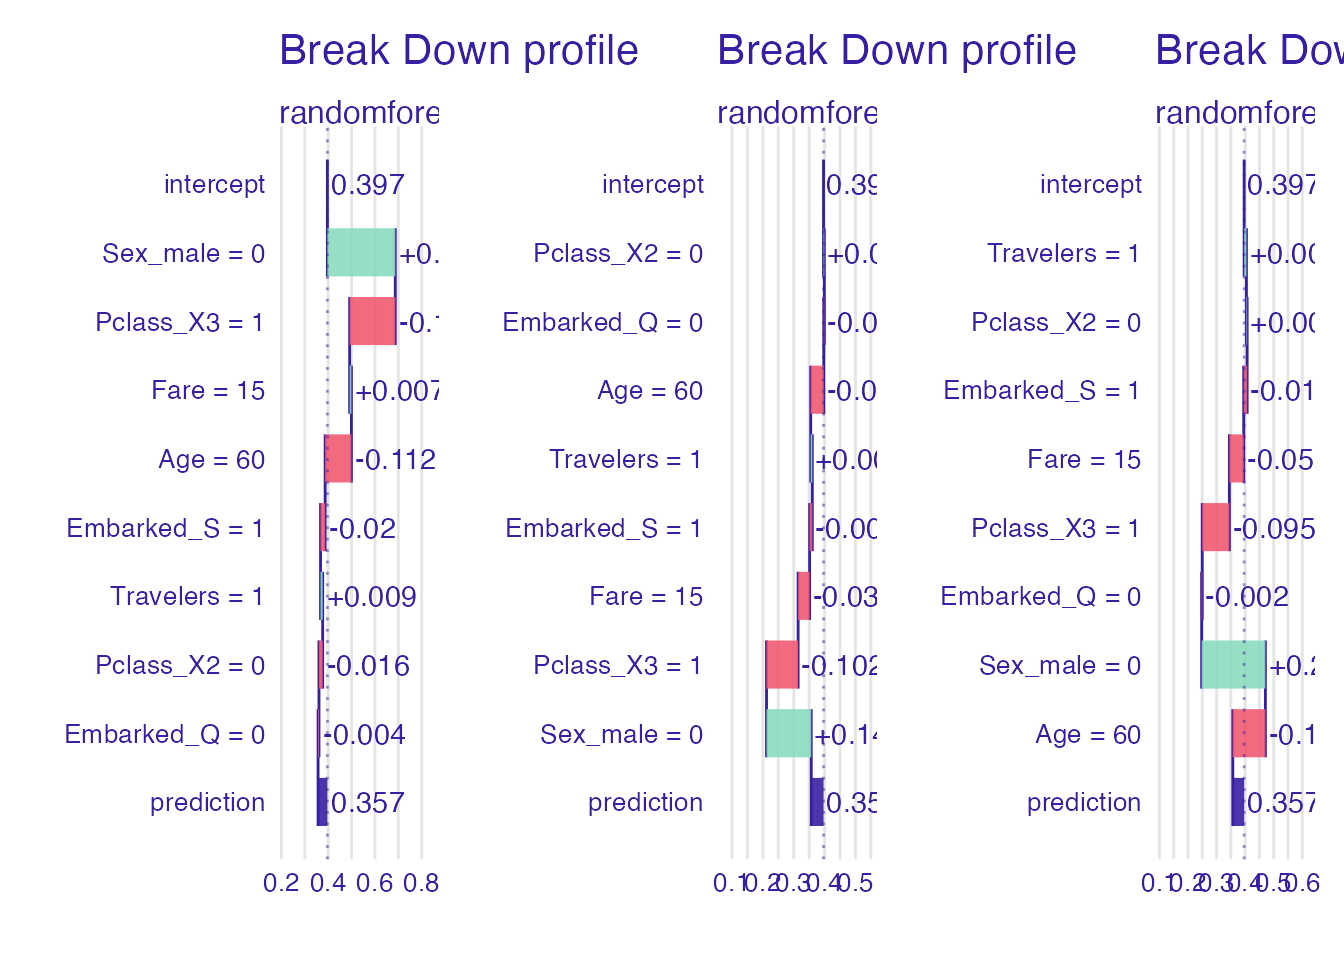 Break Down profile
randomfore
intercept 0.397
Sex_male = 0 +0.
Pclass_X3 = 1 -0.1
Fare = 15 +0.007
Age = 60 -0.112
Embarked_S = 1 -0.02
Travelers = 1 +0.009
Pclass_X2 = 0 -0.016
Embarked_Q = 0 -0.004
prediction 0.357
0.2 0.4 0.6 0.8
Break Down profile
randomfore
intercept 0.39
Pclass_X2 = 0 +0.0
Embarked_Q = 0 -0.0
Age = 60 -0.0
Travelers = 1 +0.00
Embarked_S = 1 -0.00
Fare = 15 -0.03
Pclass_X3 = 1 -0.102
Sex_male = 0 +0.14
prediction 0.35
0.1 0.2 0.3 0.4 0.5
Break Dow
randomfore
intercept 0.397
Travelers = 1 +0.00
Pclass_X2 = 0 +0.00
Embarked_S = 1 -0.01
Fare = 15 -0.05
Pclass_X3 = 1 -0.095
Embarked_Q = 0 -0.002
Sex_male = 0 +0.2
Age = 60 -0.1
prediction 0.357
0.1 0.2 0.3 0.4 0.5 0.6